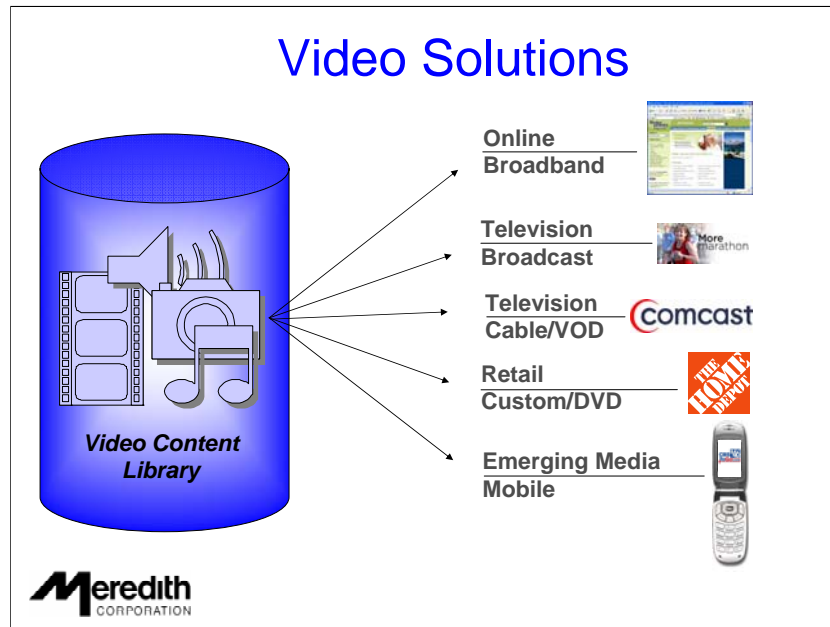 Video Solutions
Online
Broadband
Television
Broadcast
More
marathon
Television
Cable/VOD
comcast
Retail
Custom/DVD
THE
HOME
DEPOT
Emerging Media
Mobile
Video Content
Library
Meredith
CORPORATION